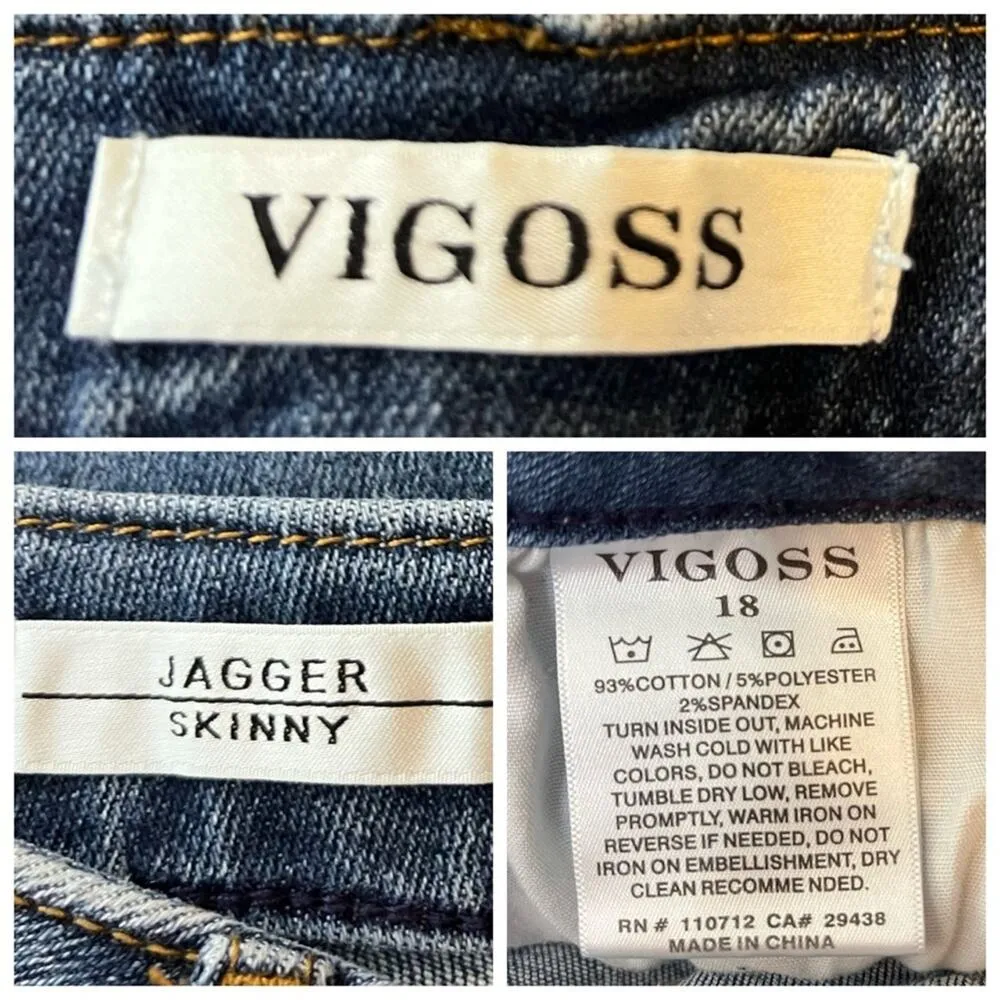 VIGOSS
JAGGER
SKINNY
VIGOSS
18
93%COTTON / 5%POLYESTER
2%SPANDEX
TURN INSIDE OUT, MACHINE
WASH COLD WITH LIKE
COLORS, DO NOT BLEACH,
TUMBLE DRY LOW, REMOVE
PROMPTLY, WARM IRON ON
REVERSE IF NEEDED, DO NOT
IRON ON EMBELLISHMENT, DRY
CLEAN RECOMME NDED.
RN # 110712 CA# 29438
MADE IN CHINA